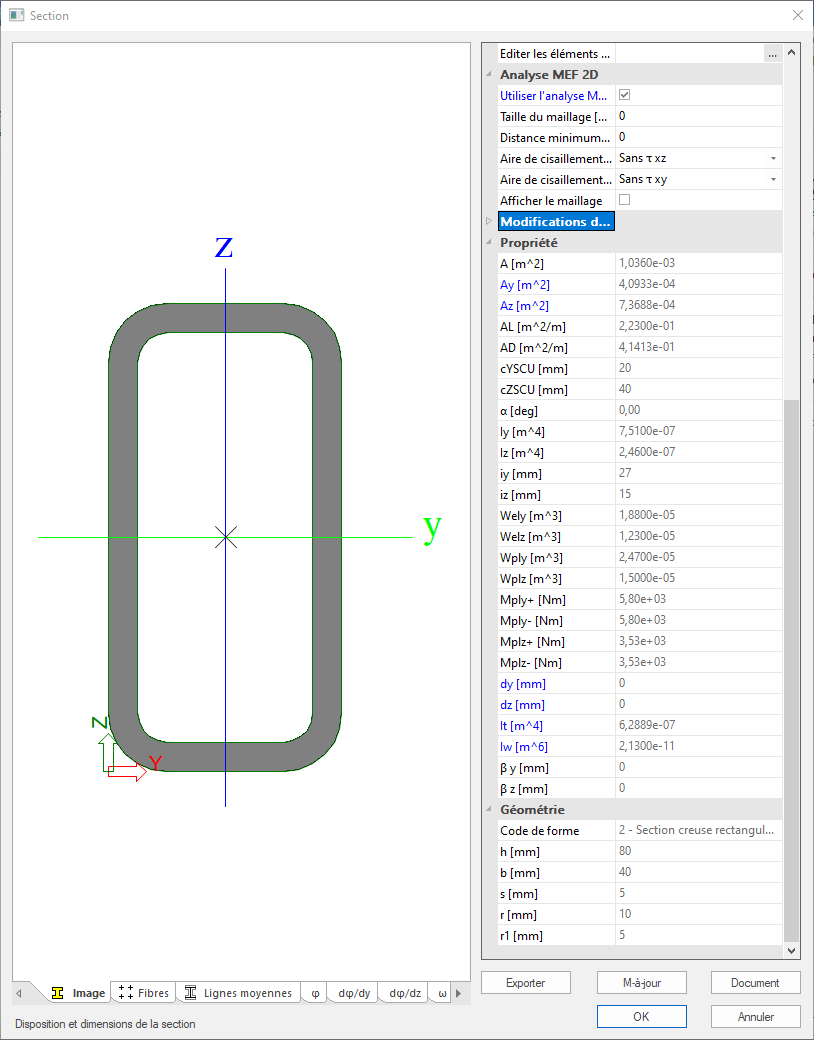 Section
Z
y
N
Y
Editer les éléments ... ...
Analyse MEF 2D
Utiliser l'analyse M...
Taille du maillage [... 0
Distance minimum... 0
Aire de cisaillement... Sans τ xz
Aire de cisaillement... Sans τ xy
Afficher le maillage
Modifications d...
Propriété
A [m^2] 1,0360e-03
Ay [m^2] 4,0933e-04
Az [m^2] 7,3688e-04
AL [m^2/m] 2,2300e-01
AD [m^2/m] 4,1413e-01
cYSCU [mm] 20
cZSCU [mm] 40
α [deg] 0,00
Iy [m^4] 7,5100e-07
Iz [m^4] 2,4600e-07
iy [mm] 27
iz [mm] 15
Wely [m^3] 1,8800e-05
Welz [m^3] 1,2300e-05
Wply [m^3] 2,4700e-05
Wplz [m^3] 1,5000e-05
Mply+ [Nm] 5,80e+03
Mply- [Nm] 5,80e+03
Mplz+ [Nm] 3,53e+03
Mplz- [Nm] 3,53e+03
dy [mm] 0
dz [mm] 0
It [m^4] 6,2889e-07
Iw [m^6] 2,1300e-11
β y [mm] 0
β z [mm] 0
Géométrie
Code de forme 2 - Section creuse rectangul...
h [mm] 80
b [mm] 40
s [mm] 5
r [mm] 10
r1 [mm] 5
Image Fibres Lignes moyennes φ dφ/dy dφ/dz ω
Exporter M-à-jour Document
Disposition et dimensions de la section
OK Annuler